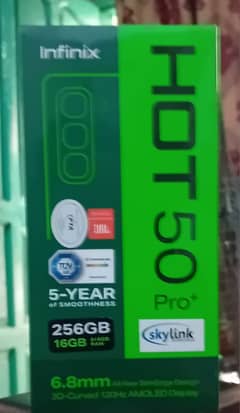 Infinix
HOT 50
Pro+
JBL
TÜV
5-YEAR
of SMOOTHNESS
256GB
16GB
RAM
skylink
6.8mm
3D-Curved 120Hz AMOLED Display